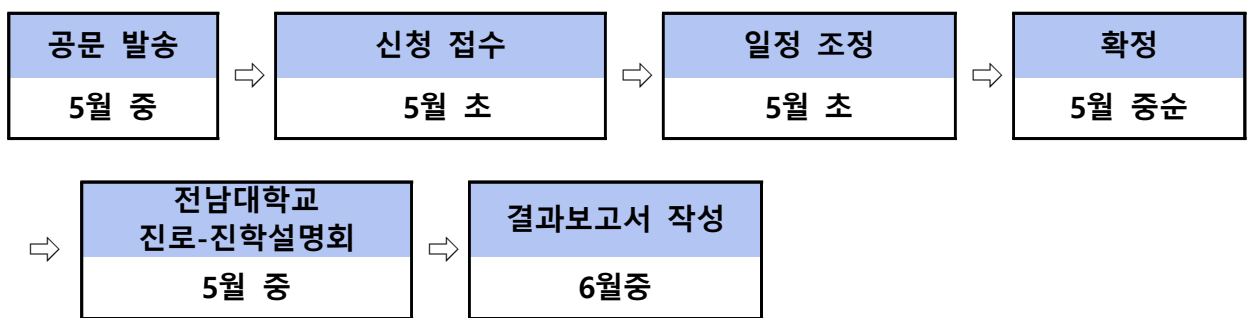 공문 발송
⇨
신청 접수
⇨
일정 조정
⇨
확정
5월 중
5월 초
5월 초
5월 중순
⇨
전남대학교
진로-진학설명회
⇨
결과보고서 작성
5월 중
6월중